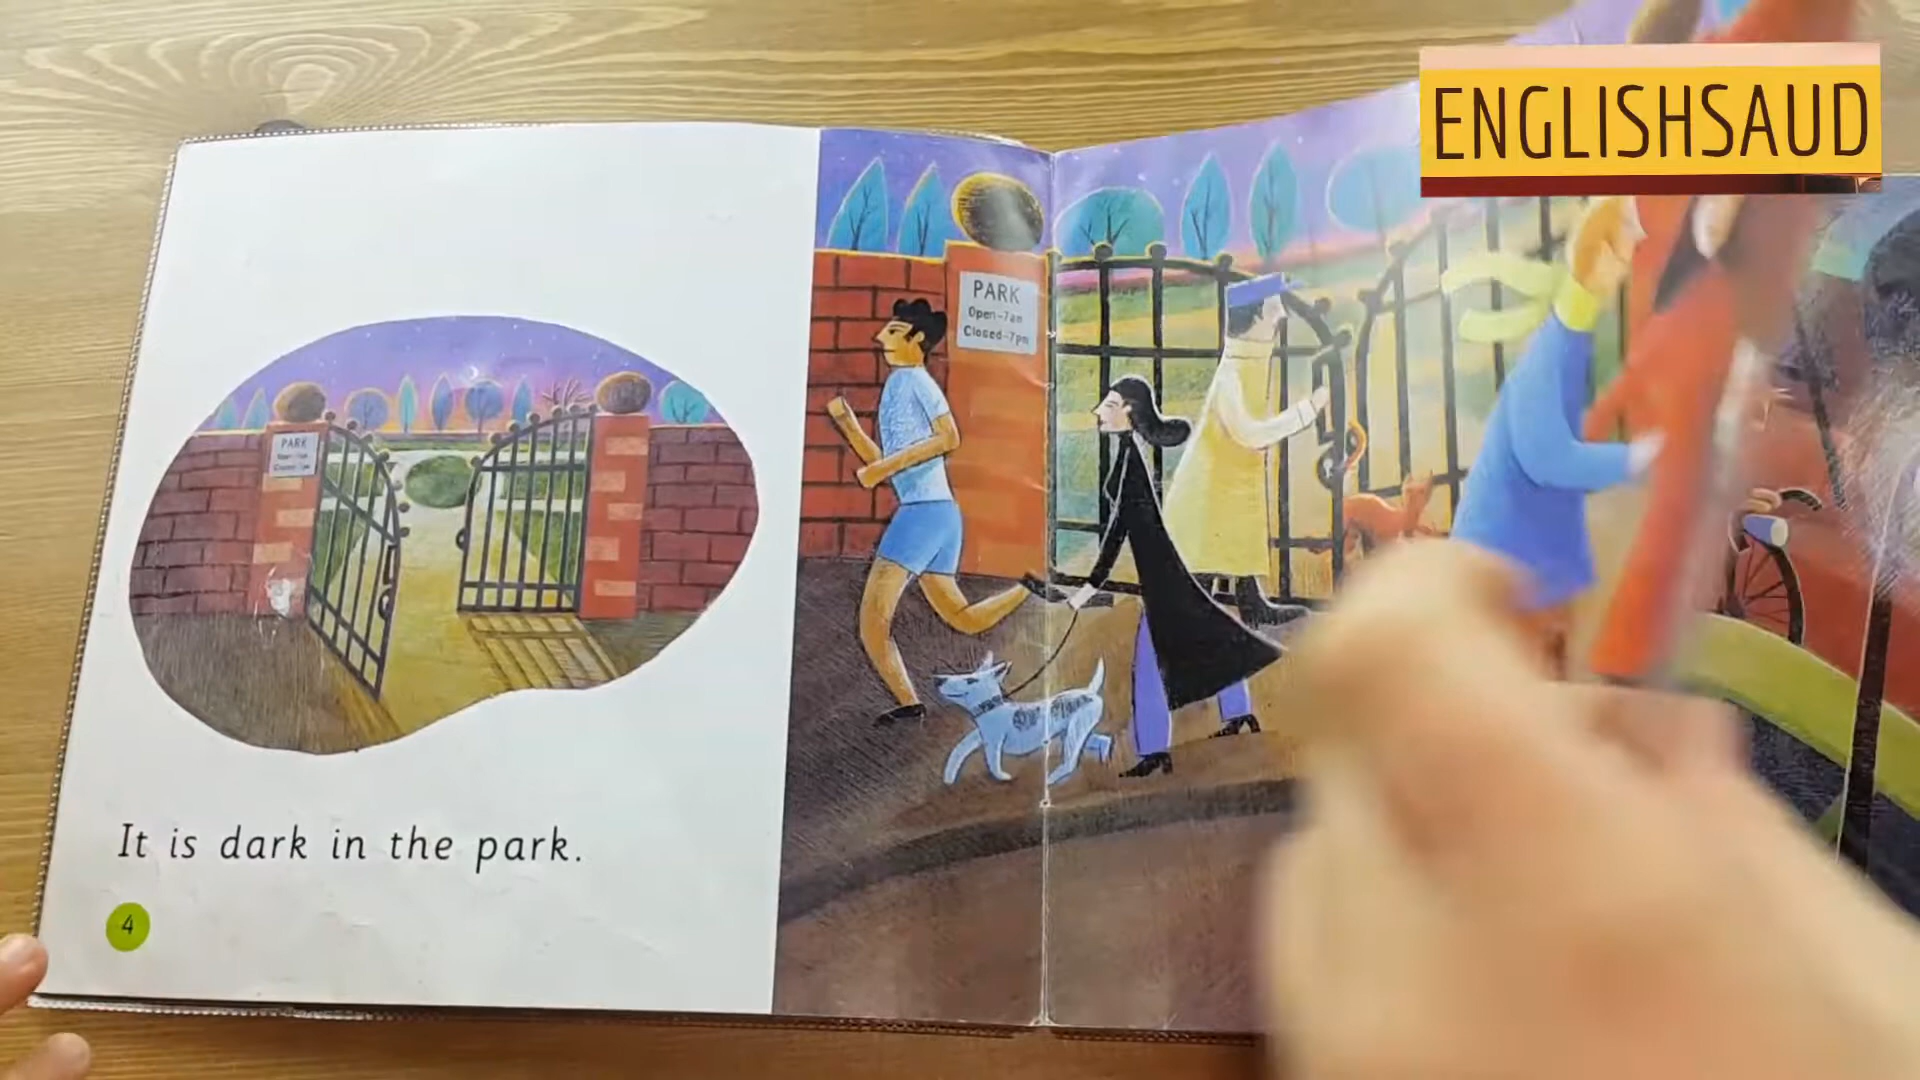 ENGLISHSAUD
PARK
Open-7am
Closed-7pm
PARK
It is dark in the park.
4